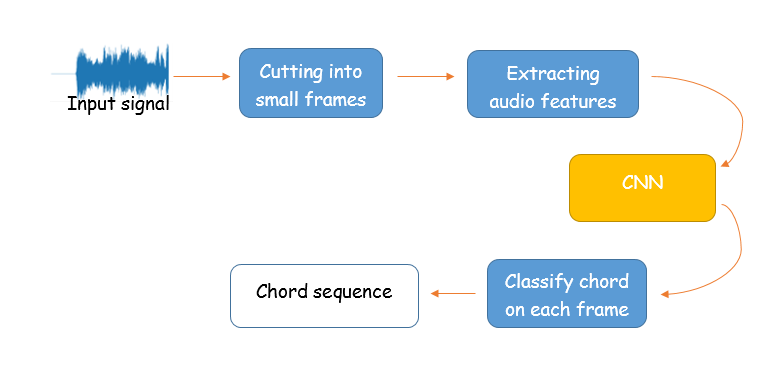 Input signal
Cutting into
small frames
Extracting
audio features
CNN
Classify chord
on each frame
Chord sequence